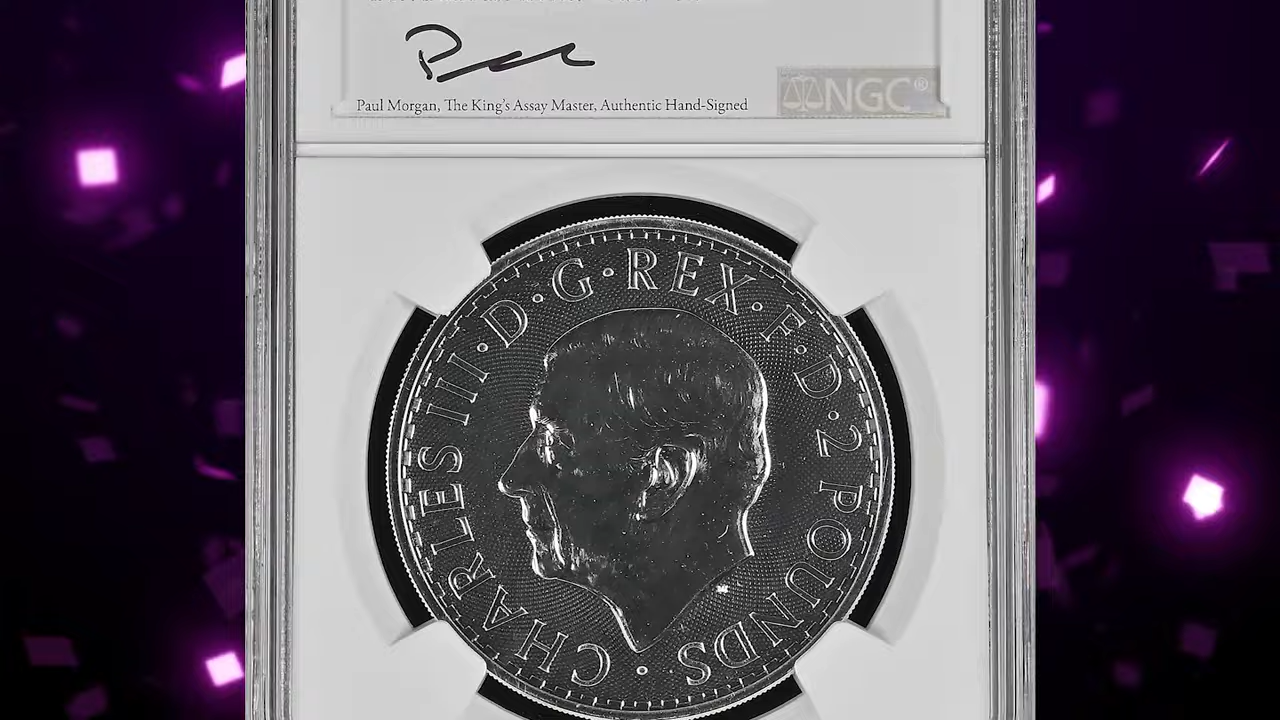 Paul Morgan, The King's Assay Master, Authentic Hand-Signed
NGC®
CHARLES III · D · G · REX · F · D · 2 POUNDS ·